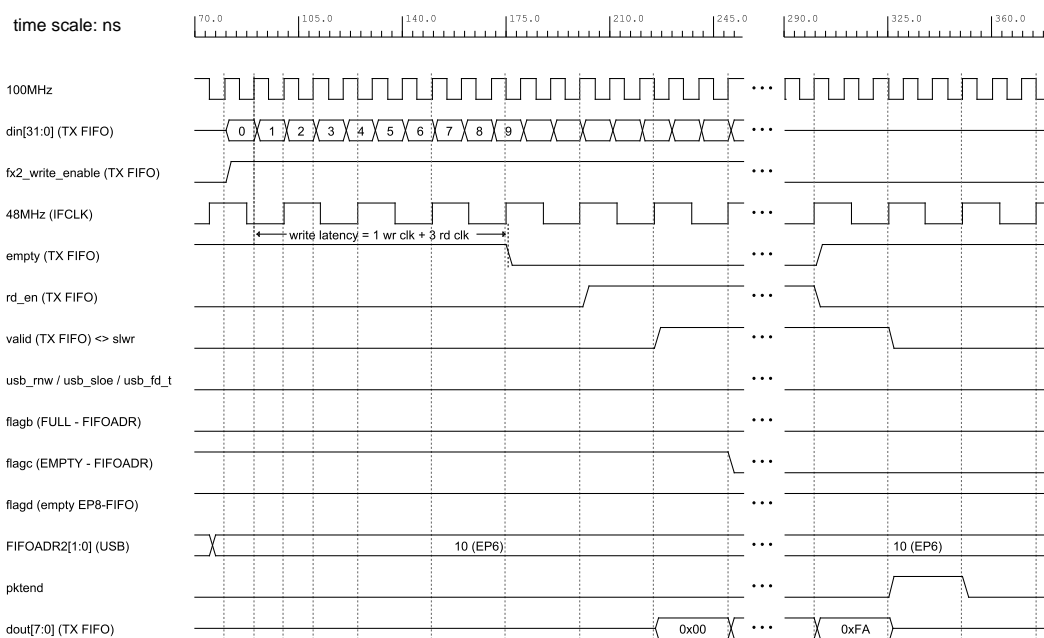 time scale: ns
70.0 105.0 140.0 175.0 210.0 245.0 290.0 325.0 360.0
100MHz
din[31:0] (TX FIFO) 0 1 2 3 4 5 6 7 8 9
fx2_write_enable (TX FIFO)
48MHz (IFCLK)
write latency = 1 wr clk + 3 rd clk
empty (TX FIFO)
rd_en (TX FIFO)
valid (TX FIFO) <> slwr
usb_rnw / usb_sloe / usb_fd_t
flagb (FULL - FIFOADR)
flagc (EMPTY - FIFOADR)
flagd (empty EP8-FIFO)
FIFOADR2[1:0] (USB) 10 (EP6) 10 (EP6)
pktend
dout[7:0] (TX FIFO) 0x00 0xFA